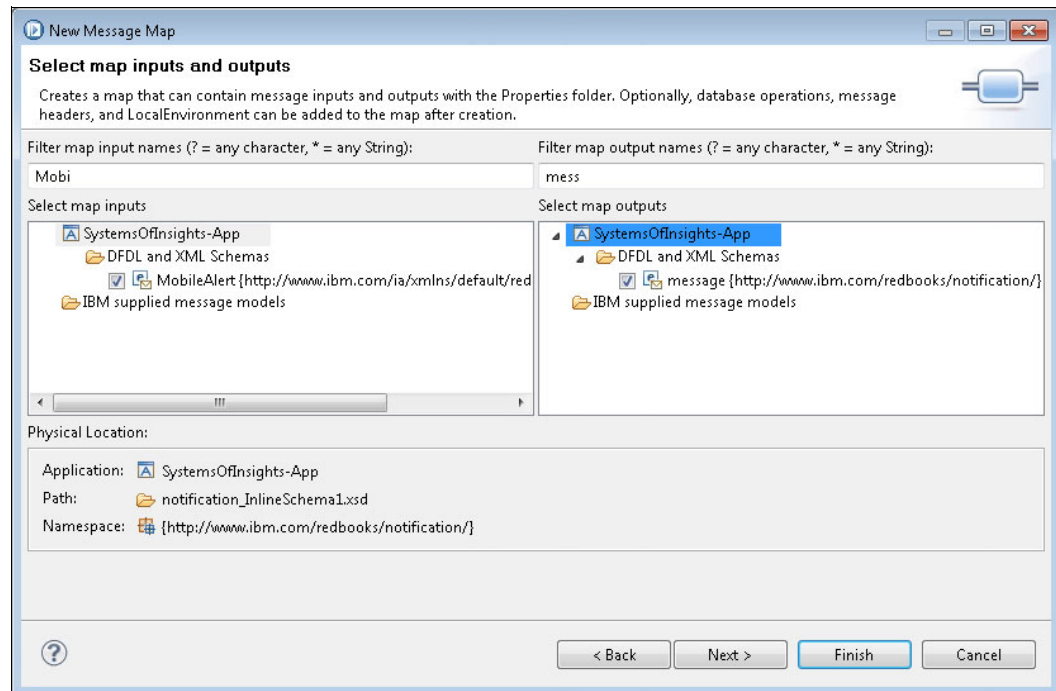 New Message Map
Select map inputs and outputs
Creates a map that can contain message inputs and outputs with the Properties folder. Optionally, database operations, message
headers, and LocalEnvironment can be added to the map after creation.
Filter map input names (? = any character, * = any String):
Mobi
Select map inputs
SystemsOfInsights-App
DFDL and XML Schemas
MobileAlert {http://www.ibm.com/ia/xmlns/default/red
IBM supplied message models
Filter map output names (? = any character, * = any String):
mess
Select map outputs
SystemsOfInsights-App
DFDL and XML Schemas
message {http://www.ibm.com/redbooks/notification/}
IBM supplied message models
Physical Location:
Application: SystemsOfInsights-App
Path: notification_InlineSchema1.xsd
Namespace: {http://www.ibm.com/redbooks/notification/}
< Back Next > Finish Cancel